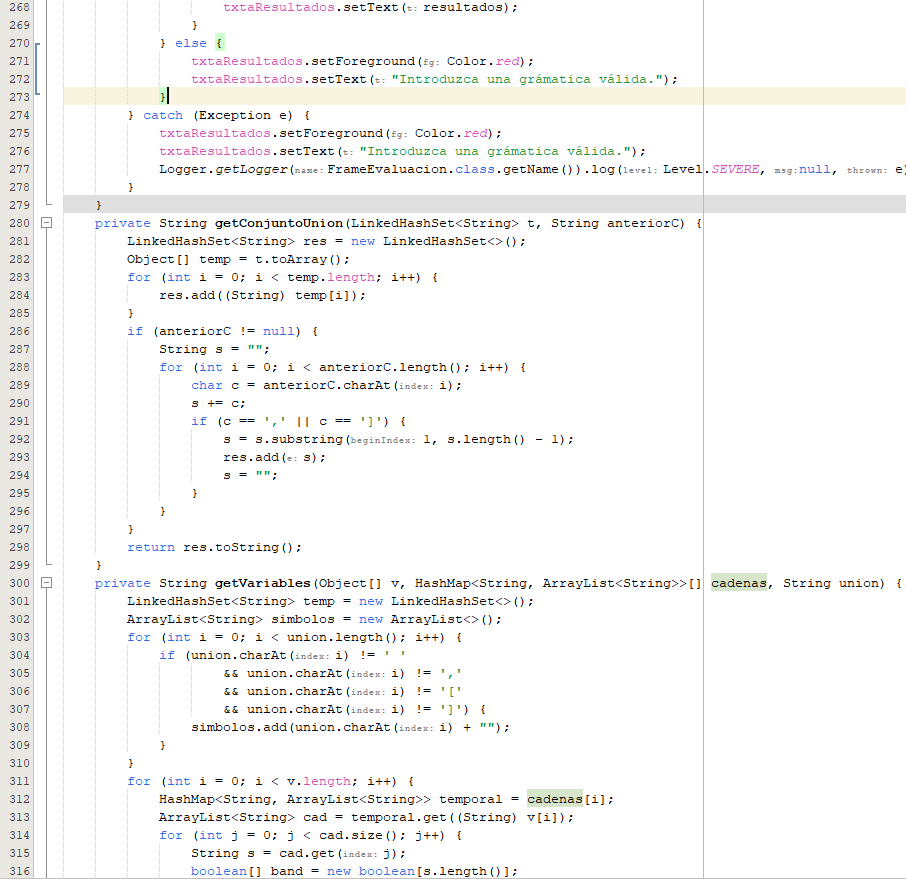 268 txtaResultados.setText(t: resultados);
269 }
270 } else {
271 txtaResultados.setForeground(fg: Color.red);
272 txtaResultados.setText(t: "Introduzca una grámatica válida.");
273 }
274 } catch (Exception e) {
275 txtaResultados.setForeground(fg: Color.red);
276 txtaResultados.setText(t: "Introduzca una grámatica válida.");
277 Logger.getLogger(name: FrameEvaluacion.class.getName()).log(level: Level.SEVERE, msg: null, thrown: e)
278 }
279 }
280 private String getConjuntoUnion(LinkedHashSet<String> t, String anteriorC) {
281 LinkedHashSet<String> res = new LinkedHashSet<>();
282 Object[] temp = t.toArray();
283 for (int i = 0; i < temp.length; i++) {
284 res.add((String) temp[i]);
285 }
286 if (anteriorC != null) {
287 String s = "";
288 for (int i = 0; i < anteriorC.length(); i++) {
289 char c = anteriorC.charAt(index: i);
290 s += c;
291 if (c == ',' || c == ']') {
292 s = s.substring(beginIndex: 1, s.length() - 1);
293 res.add(e: s);
294 s = "";
295 }
296 }
297 }
298 return res.toString();
299 }
300 private String getVariables(Object[] v, HashMap<String, ArrayList<String>>[] cadenas, String union) {
301 LinkedHashSet<String> temp = new LinkedHashSet<>();
302 ArrayList<String> simbolos = new ArrayList<>();
303 for (int i = 0; i < union.length(); i++) {
304 if (union.charAt(index: i) != ' '
305 && union.charAt(index: i) != ','
306 && union.charAt(index: i) != '['
307 && union.charAt(index: i) != ']') {
308 simbolos.add(union.charAt(index: i) + "");
309 }
310 }
311 for (int i = 0; i < v.length; i++) {
312 HashMap<String, ArrayList<String>> temporal = cadenas[i];
313 ArrayList<String> cad = temporal.get((String) v[i]);
314 for (int j = 0; j < cad.size(); j++) {
315 String s = cad.get(index: j);
316 boolean[] band = new boolean[s.length()];